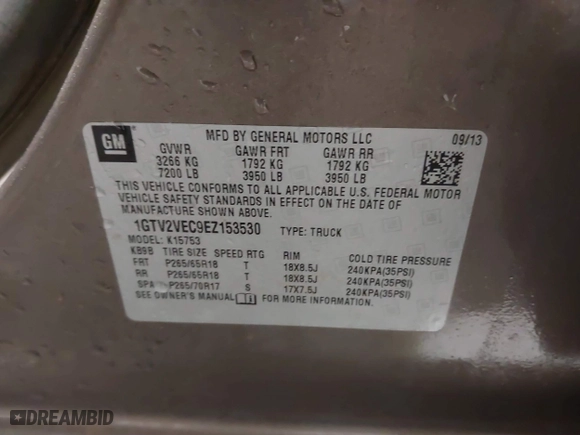 GM
MFD BY GENERAL MOTORS LLC 09/13
GVWR GAWR FRT GAWR RR
3266 KG 1792 KG 1792 KG
7200 LB 3950 LB 3950 LB
THIS VEHICLE CONFORMS TO ALL APPLICABLE U.S. FEDERAL MOTOR
VEHICLE SAFETY STANDARDS IN EFFECT ON THE DATE OF
MANUFACTURE SHOWN ABOVE.
1GTV2VEC9EZ153530 TYPE: TRUCK
MODEL: K15753
KB9B TIRE SIZE SPEED RTG RIM COLD TIRE PRESSURE
FRT P265/65R18 T 18X8.5J 240KPA(35PSI)
RR P265/65R18 T 18X8.5J 240KPA(35PSI)
SPA P265/70R17 S 17X7.5J 240KPA(35PSI)
SEE OWNER'S MANUAL FOR MORE INFORMATION.
DREAMBID